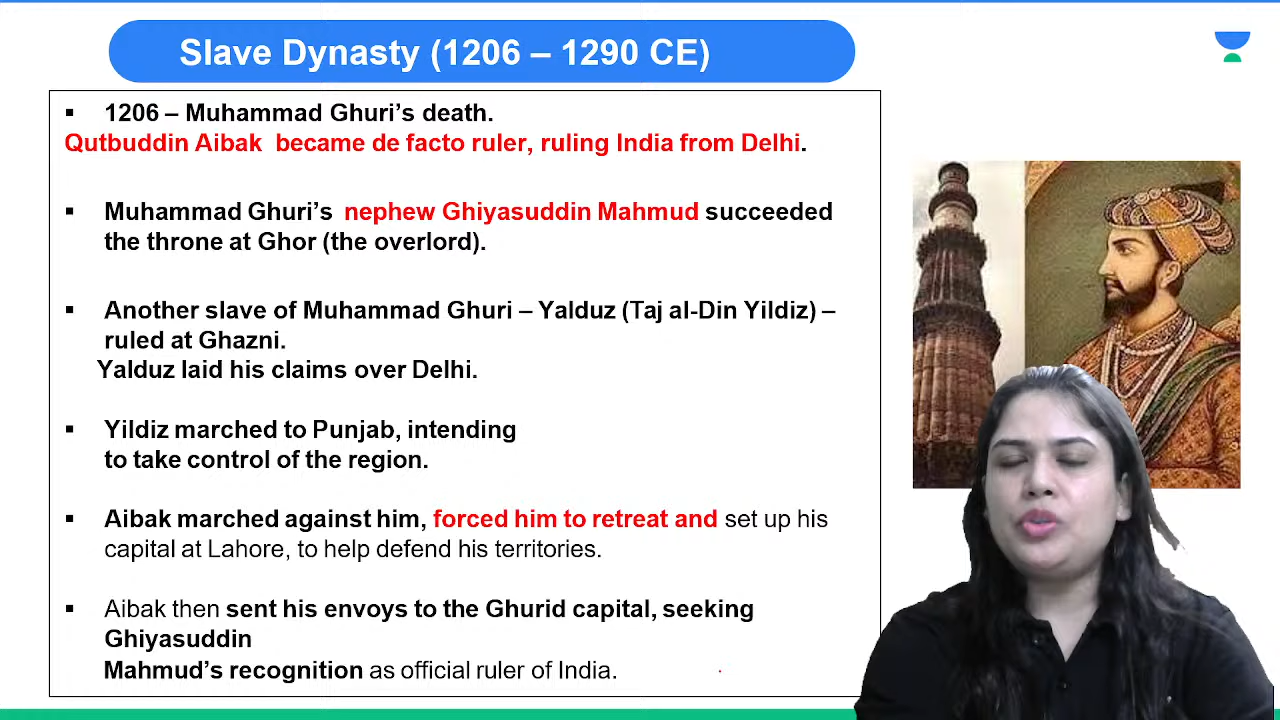 Slave Dynasty (1206 – 1290 CE)
▪ 1206 – Muhammad Ghuri’s death.
Qutbuddin Aibak became de facto ruler, ruling India from Delhi.
▪ Muhammad Ghuri’s nephew Ghiyasuddin Mahmud succeeded
the throne at Ghor (the overlord).
▪ Another slave of Muhammad Ghuri – Yalduz (Taj al-Din Yildiz) –
ruled at Ghazni.
Yalduz laid his claims over Delhi.
▪ Yildiz marched to Punjab, intending
to take control of the region.
▪ Aibak marched against him, forced him to retreat and set up his
capital at Lahore, to help defend his territories.
▪ Aibak then sent his envoys to the Ghurid capital, seeking
Ghiyasuddin
Mahmud’s recognition as official ruler of India.